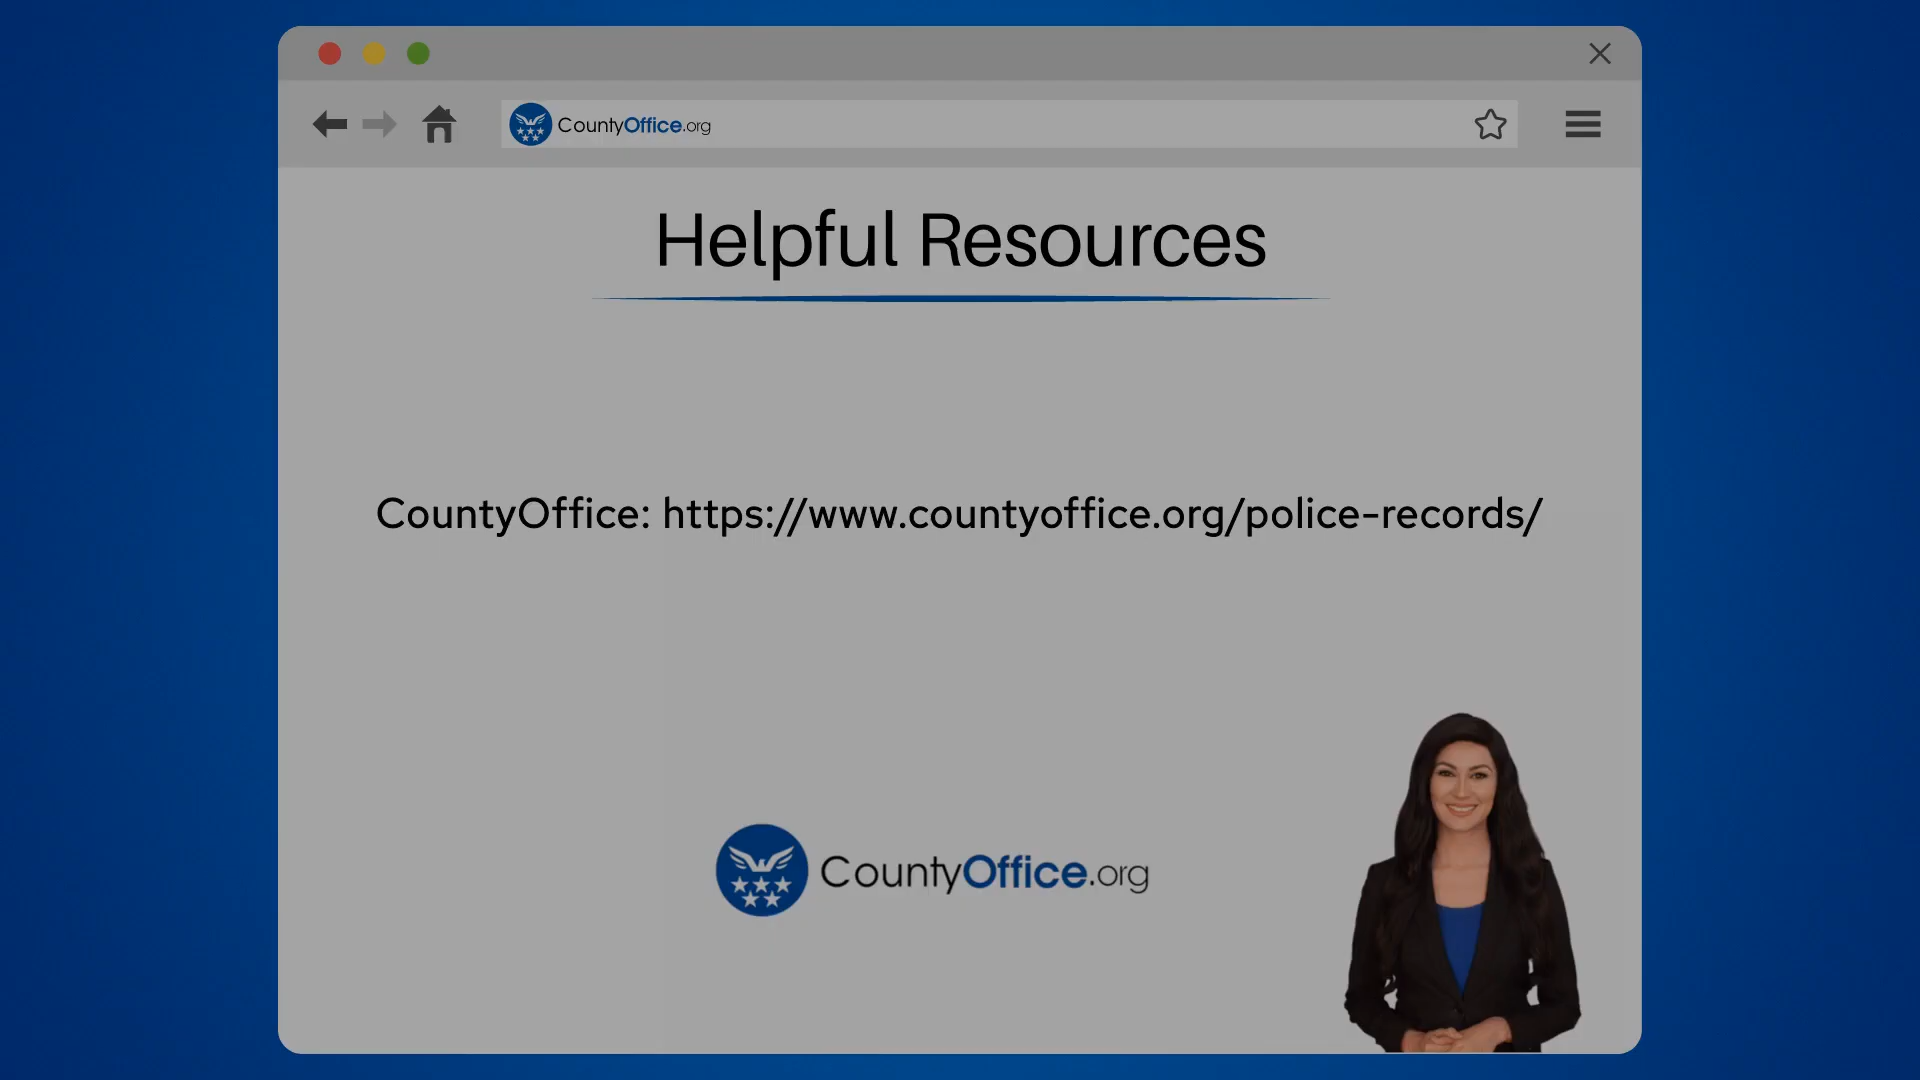 CountyOffice.org
Helpful Resources
CountyOffice: https://www.countyoffice.org/police-records/
CountyOffice.org